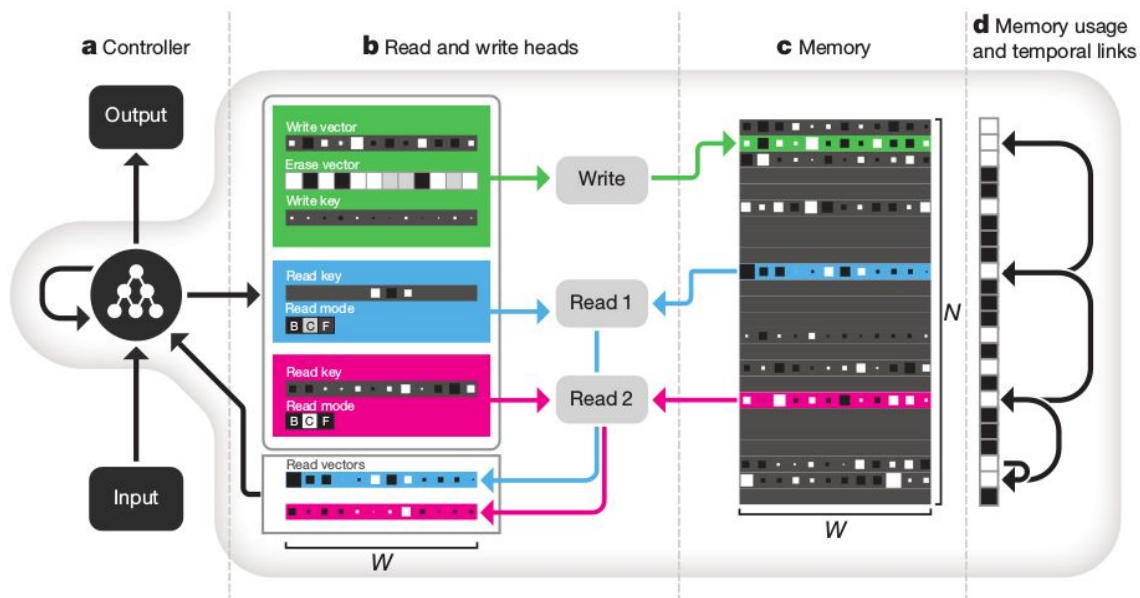 a Controller
b Read and write heads
c Memory
d Memory usage
and temporal links
Output
Input
Write vector
Erase vector
Write key
Read key
Read mode
B C F
Read key
Read mode
B C F
Read vectors
W
Write
Read 1
Read 2
N
W